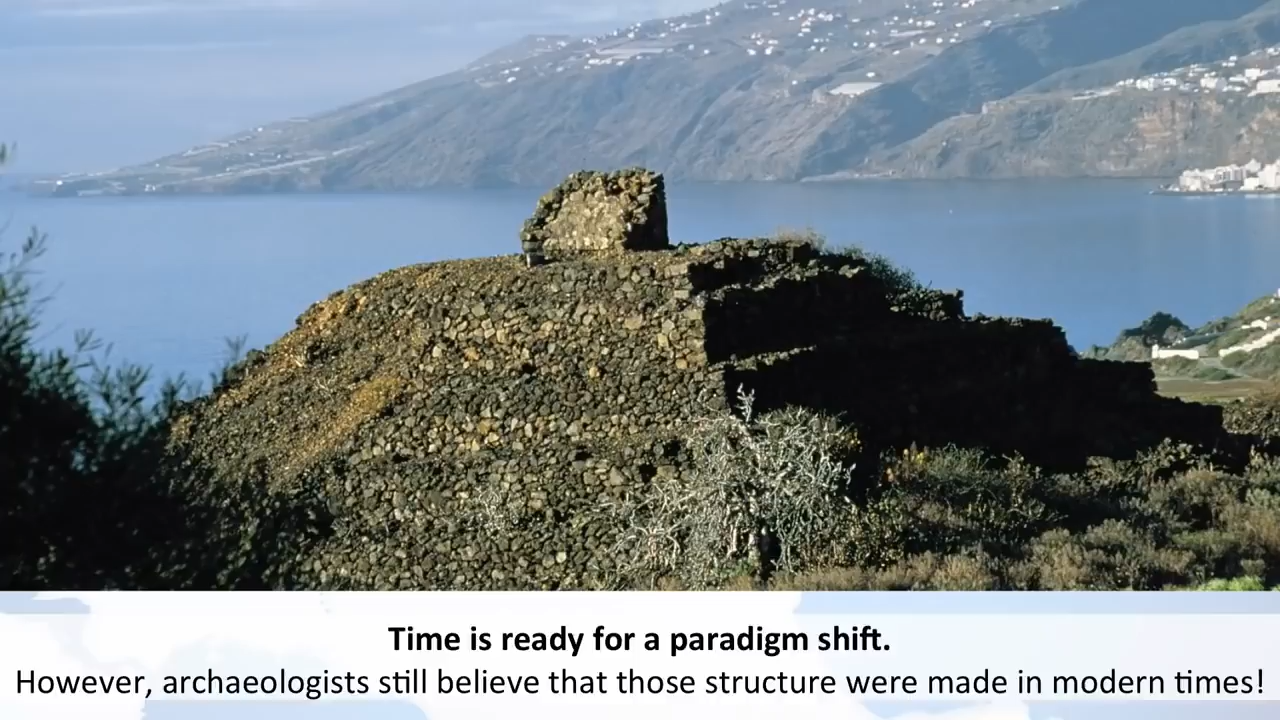 Time is ready for a paradigm shift.
However, archaeologists still believe that those structure were made in modern times!